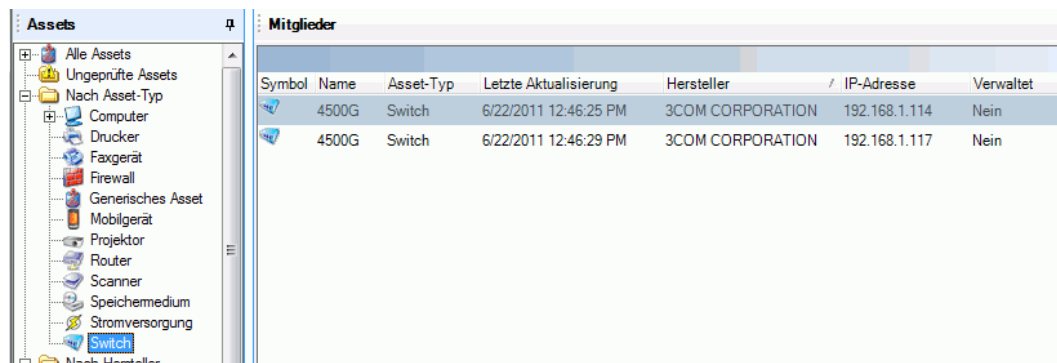 Assets
Alle Assets
Ungeprüfte Assets
Nach Asset-Typ
Computer
Drucker
Faxgerät
Firewall
Generisches Asset
Mobilgerät
Projektor
Router
Scanner
Speichermedium
Stromversorgung
Switch
Nach Hersteller
Mitglieder
Symbol Name Asset-Typ Letzte Aktualisierung Hersteller IP-Adresse Verwaltet
4500G Switch 6/22/2011 12:46:25 PM 3COM CORPORATION 192.168.1.114 Nein
4500G Switch 6/22/2011 12:46:29 PM 3COM CORPORATION 192.168.1.117 Nein